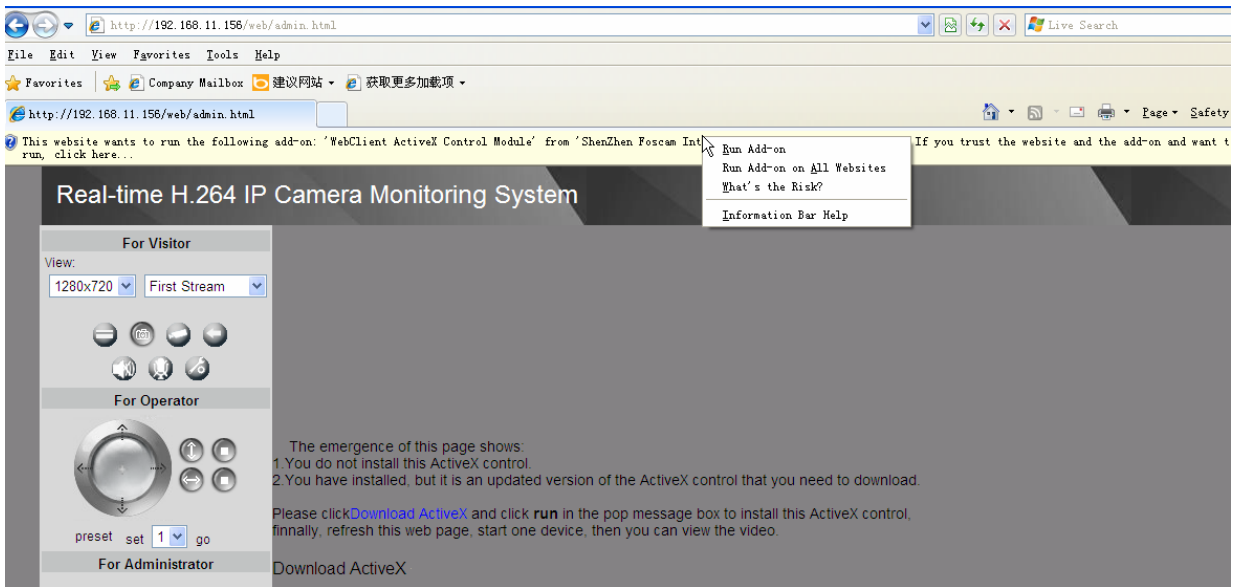 http://192.168.11.156/web/admin.html
Live Search
File Edit View Favorites Tools Help
Favorites Company Mailbox 建议网站 获取更多加载项
http://192.168.11.156/web/admin.html
Page Safety
This website wants to run the following add-on: 'WebClient ActiveX Control Module' from 'ShenZhen Foscam Int If you trust the website and the add-on and want t
run, click here...
Run Add-on
Run Add-on on All Websites
What's the Risk?
Information Bar Help
Real-time H.264 IP Camera Monitoring System
For Visitor
View:
1280x720 First Stream
For Operator
preset set 1 go
For Administrator
The emergence of this page shows:
1.You do not install this ActiveX control.
2.You have installed, but it is an updated version of the ActiveX control that you need to download.
Please clickDownload ActiveX and click run in the pop message box to install this ActiveX control,
finnally, refresh this web page, start one device, then you can view the video.
Download ActiveX